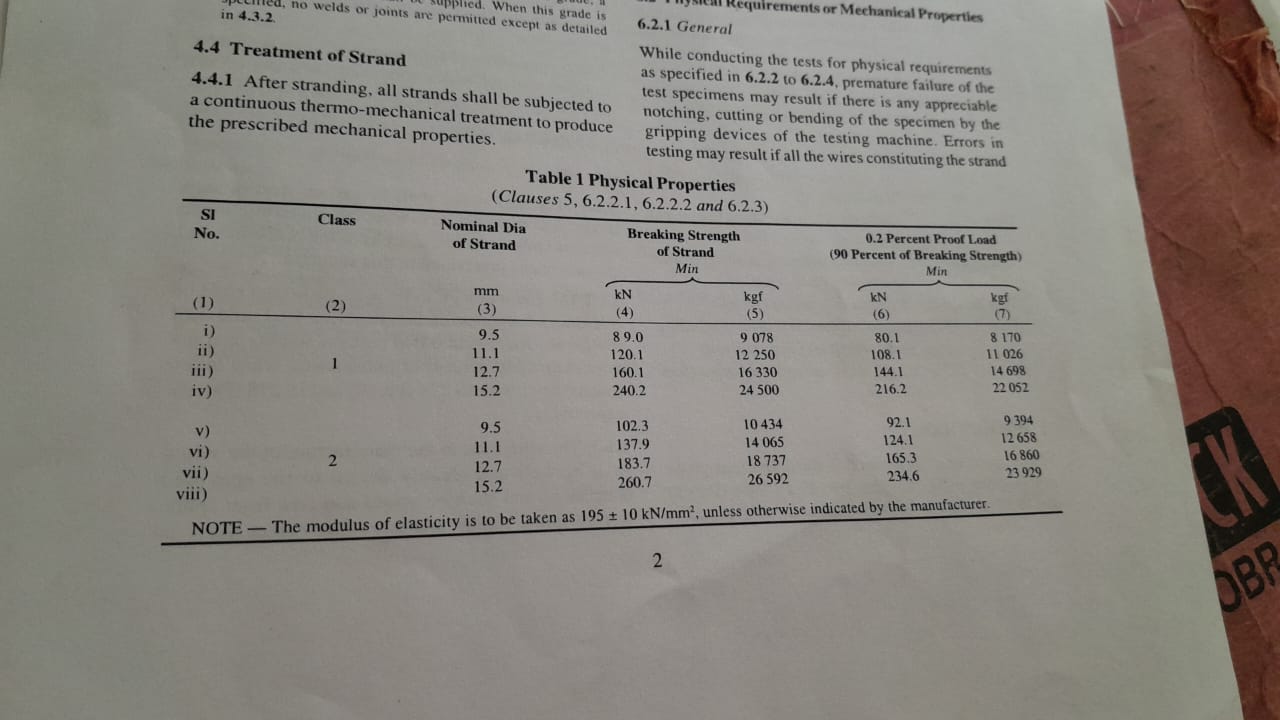 no welds or joints are permitted except as detailed
supplied. When this grade is
in 4.3.2.
4.4 Treatment of Strand
4.4.1 After stranding, all strands shall be subjected to
a continuous thermo-mechanical treatment to produce
the prescribed mechanical properties.
Requirements or Mechanical Properties
6.2.1 General
While conducting the tests for physical requirements
as specified in 6.2.2 to 6.2.4, premature failure of the
test specimens may result if there is any appreciable
notching, cutting or bending of the specimen by the
gripping devices of the testing machine. Errors in
testing may result if all the wires constituting the strand
Table 1 Physical Properties
(Clauses 5, 6.2.2.1, 6.2.2.2 and 6.2.3)
Sl No. Class Nominal Dia of Strand Breaking Strength of Strand Min 0.2 Percent Proof Load (90 Percent of Breaking Strength) Min
mm kN kgf kN kgf
(1) (2) (3) (4) (5) (6) (7)
i) 9.5 8 9.0 9 078 80.1 8 170
ii) 11.1 120.1 12 250 108.1 11 026
1
iii) 12.7 160.1 16 330 144.1 14 698
iv) 15.2 240.2 24 500 216.2 22 052
v) 9.5 102.3 10 434 92.1 9 394
vi) 11.1 137.9 14 065 124.1 12 658
2
vii) 12.7 183.7 18 737 165.3 16 860
viii) 15.2 260.7 26 592 234.6 23 929
NOTE — The modulus of elasticity is to be taken as 195 ± 10 kN/mm², unless otherwise indicated by the manufacturer.
2
CK
OBR